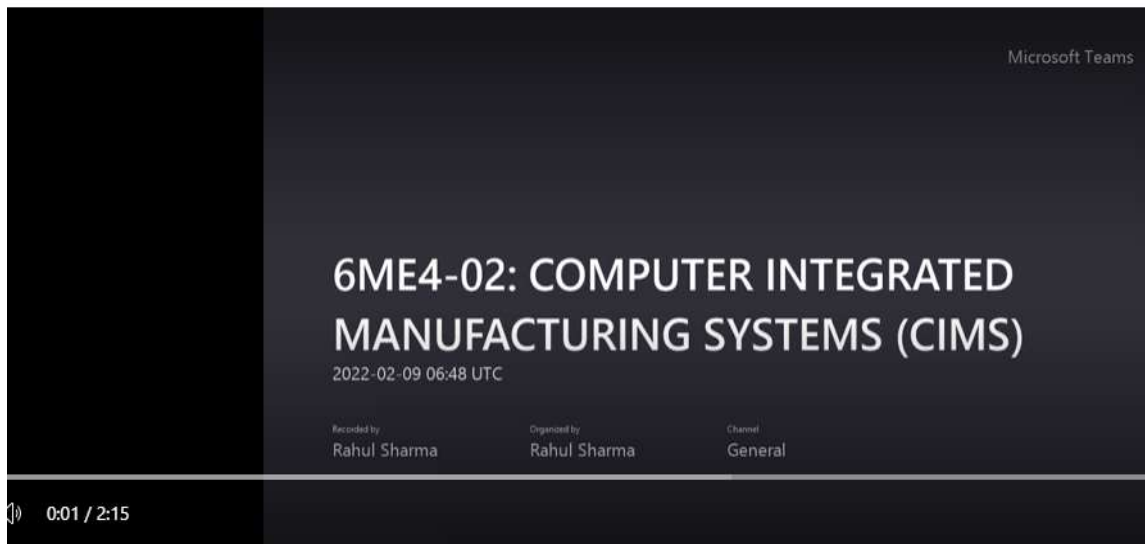 Microsoft Teams
6ME4-02: COMPUTER INTEGRATED
MANUFACTURING SYSTEMS (CIMS)
2022-02-09 06:48 UTC
Recorded by Organized by Channel
Rahul Sharma Rahul Sharma General
0:01 / 2:15